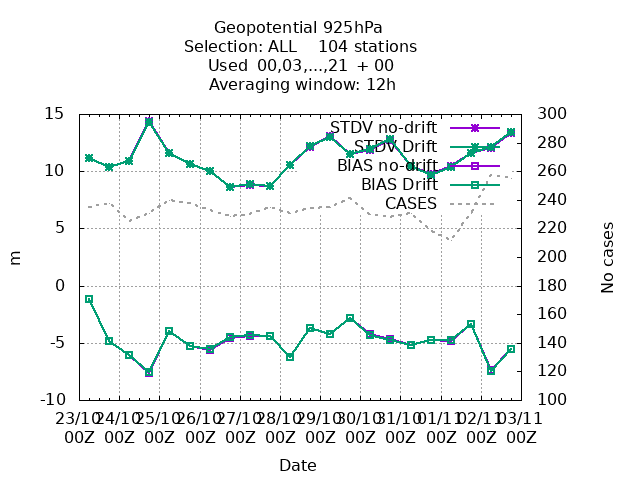 Geopotential 925hPa
Selection: ALL    104 stations
Used  00,03,...,21  + 00
Averaging window: 12h
15
10
5
0
-5
-10
m
300
280
260
240
220
200
180
160
140
120
100
No cases
STDV no-drift
STDV Drift
BIAS no-drift
BIAS Drift
CASES
23/10 24/10 25/10 26/10 27/10 28/10 29/10 30/10 31/10 01/11 02/11 03/11
00Z 00Z 00Z 00Z 00Z 00Z 00Z 00Z 00Z 00Z 00Z 00Z
Date